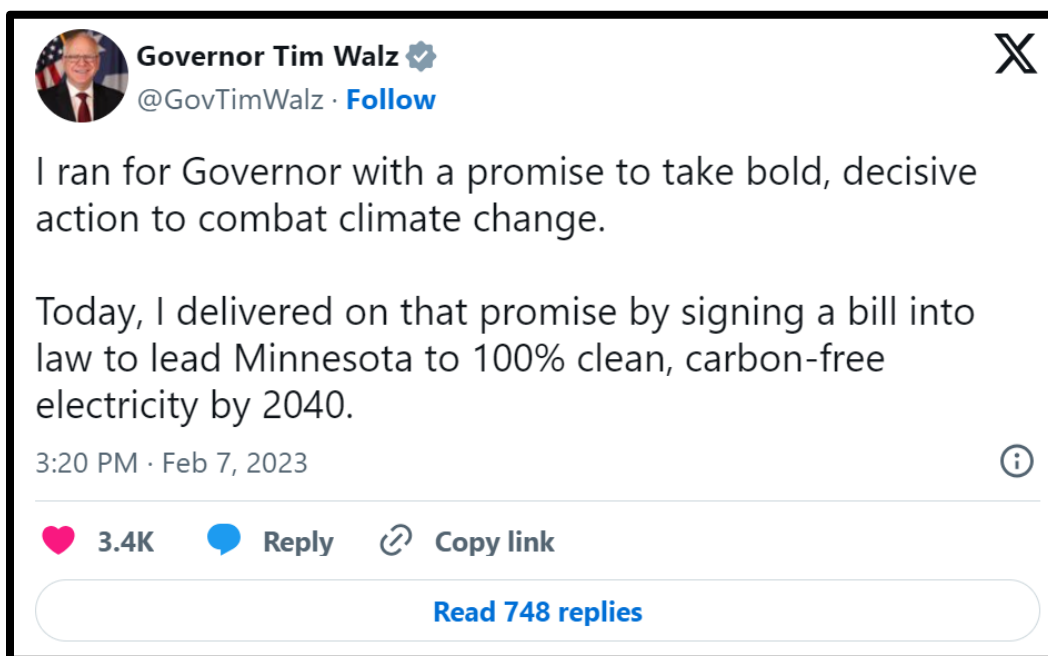 Governor Tim Walz
@GovTimWalz · Follow
I ran for Governor with a promise to take bold, decisive
action to combat climate change.
Today, I delivered on that promise by signing a bill into
law to lead Minnesota to 100% clean, carbon-free
electricity by 2040.
3:20 PM · Feb 7, 2023
3.4K Reply Copy link
Read 748 replies